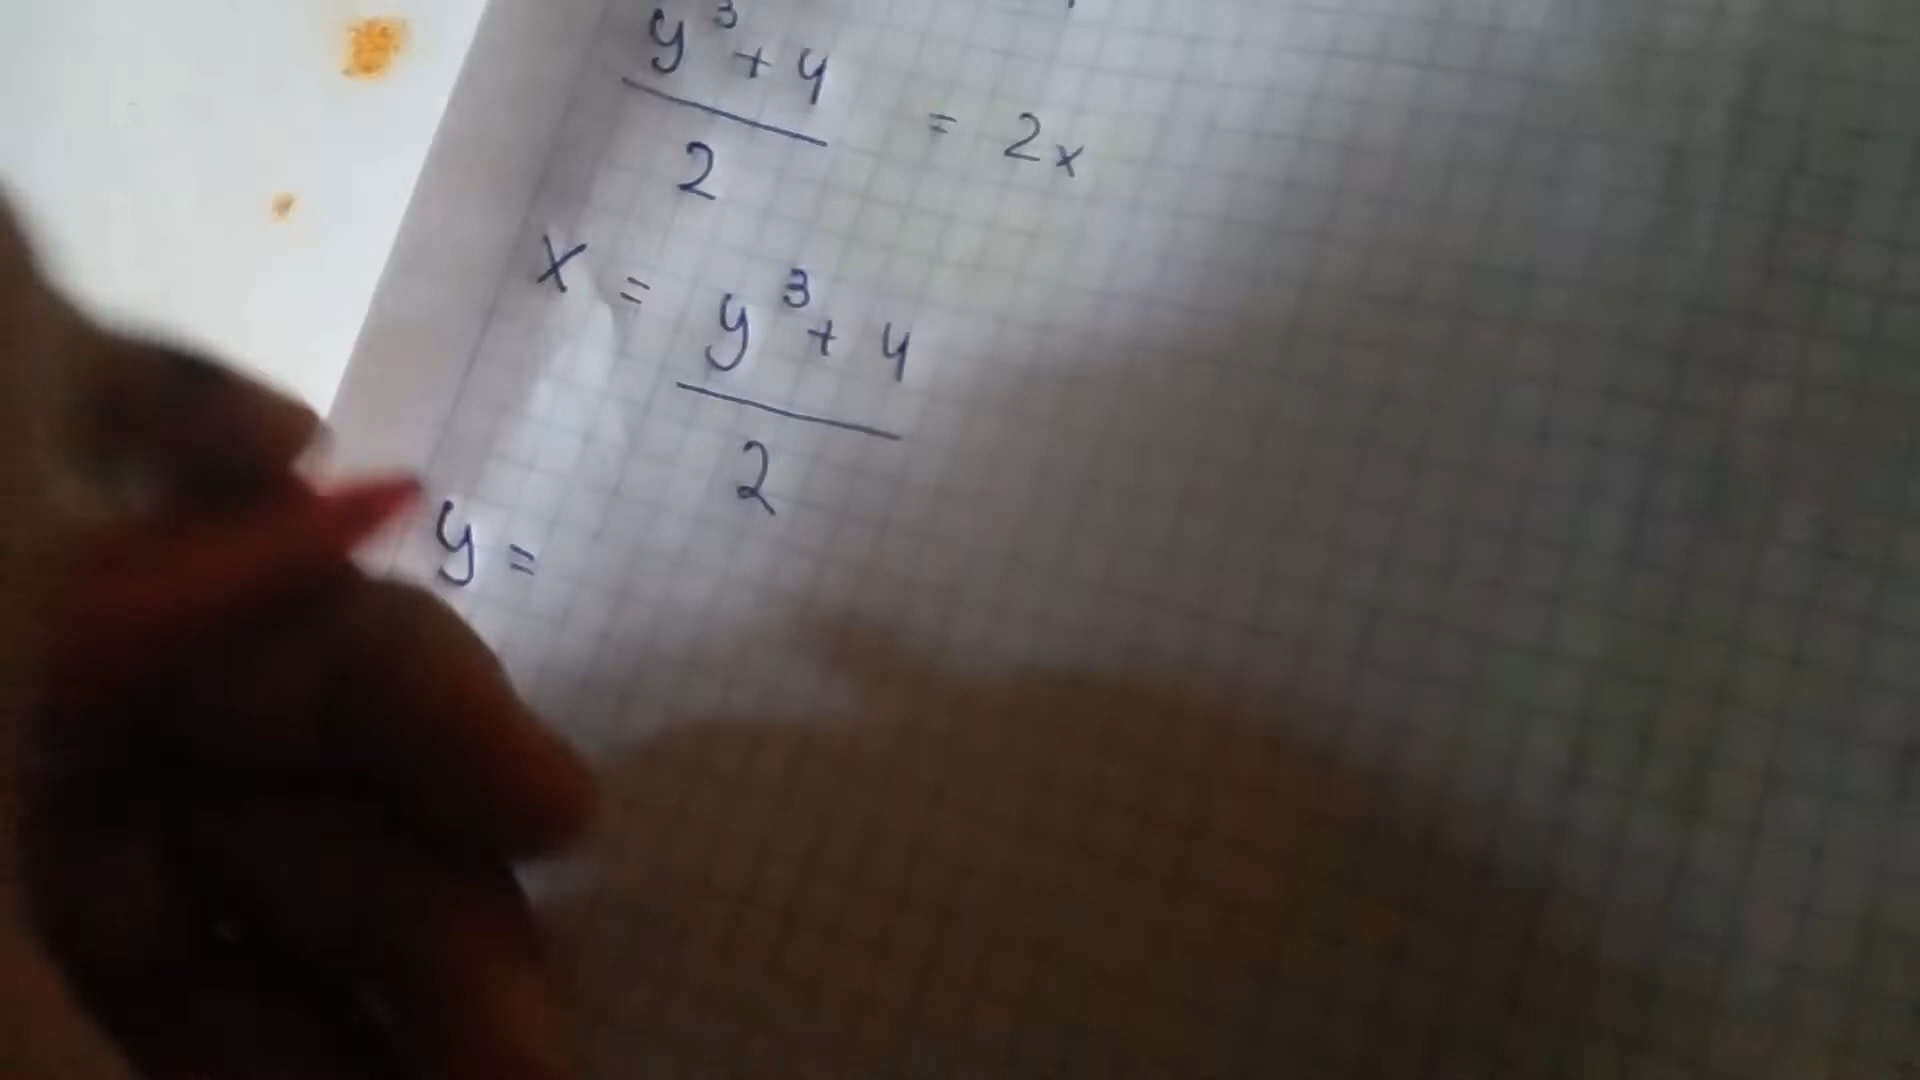 y³ + 4 / 2 = 2x
x = y³ + 4 / 2
y =